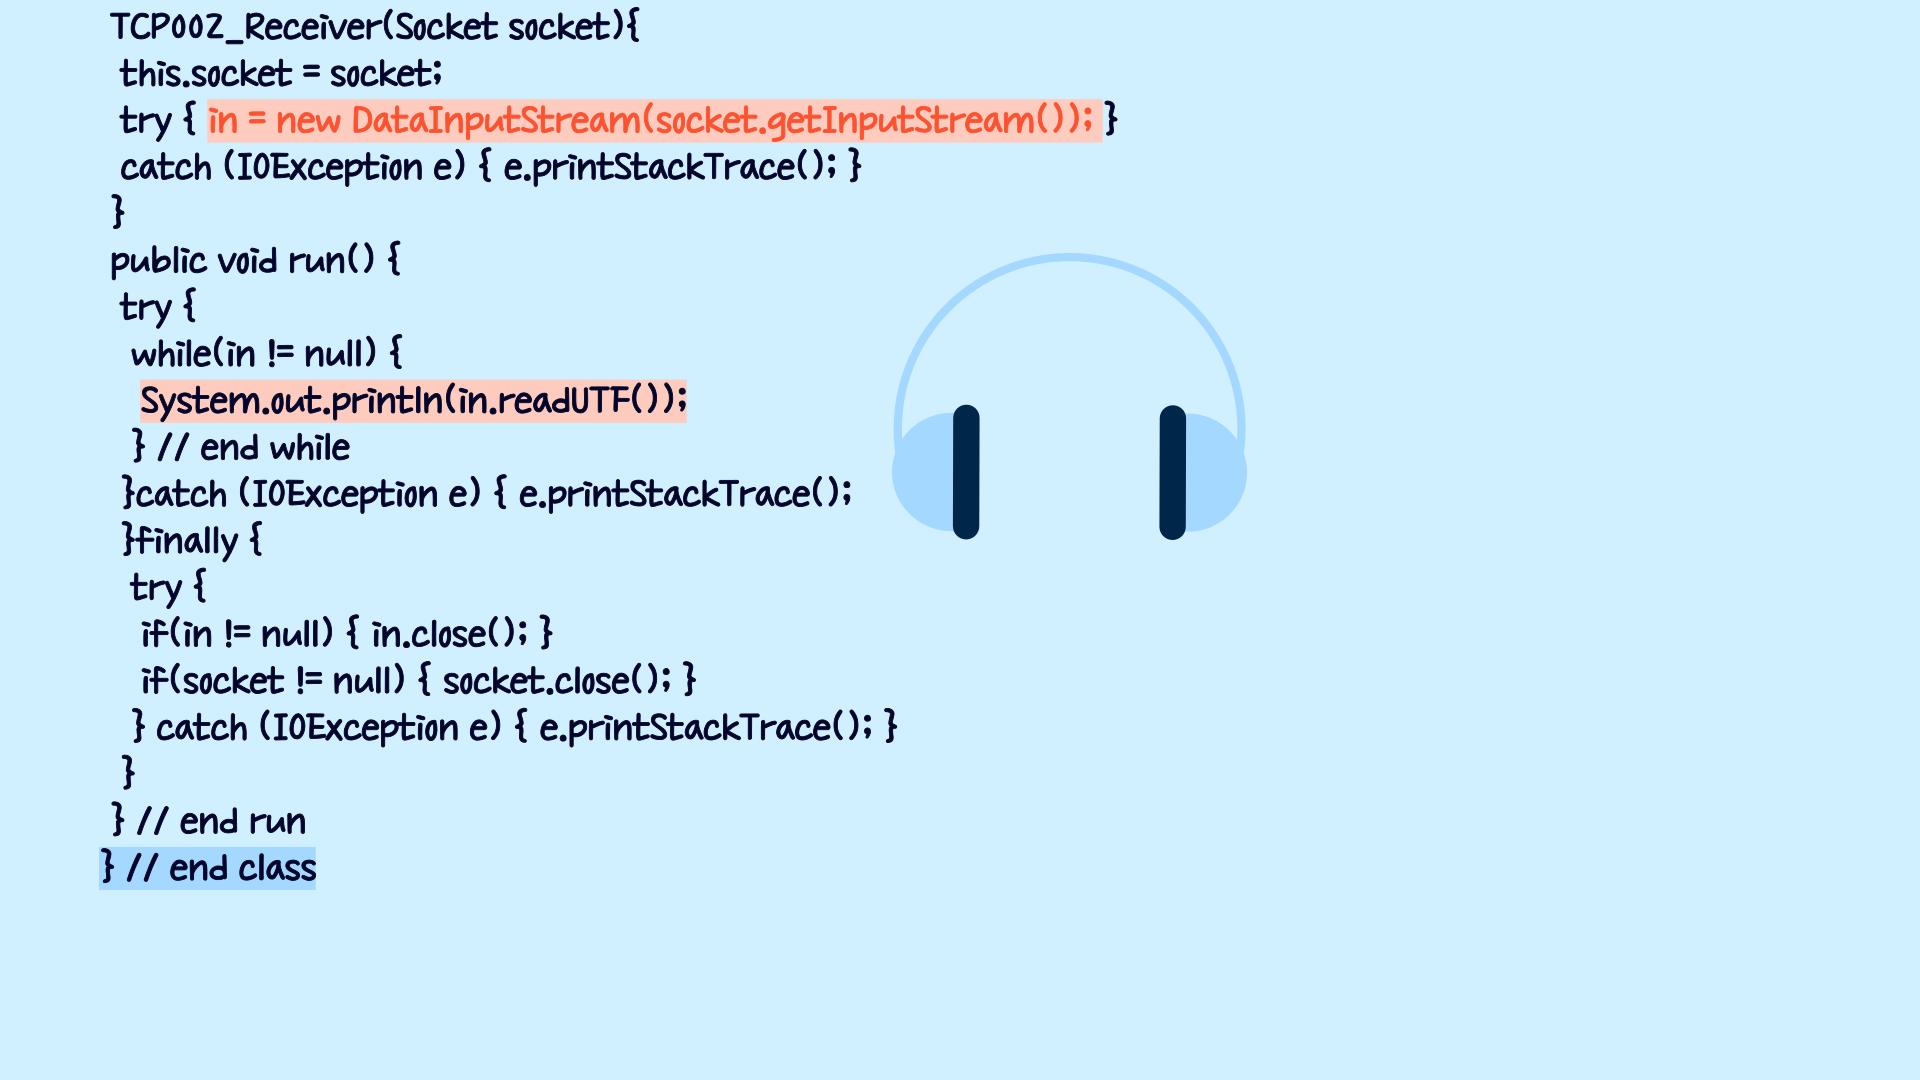 TCP002_Receiver(Socket socket){
this.socket = socket;
try { in = new DataInputStream(socket.getInputStream()); }
catch (IOException e) { e.printStackTrace(); }
}
public void run() {
try {
while(in != null) {
System.out.println(in.readUTF());
} // end while
}catch (IOException e) { e.printStackTrace();
}finally {
try {
if(in != null) { in.close(); }
if(socket != null) { socket.close(); }
} catch (IOException e) { e.printStackTrace(); }
}
} // end run
} // end class